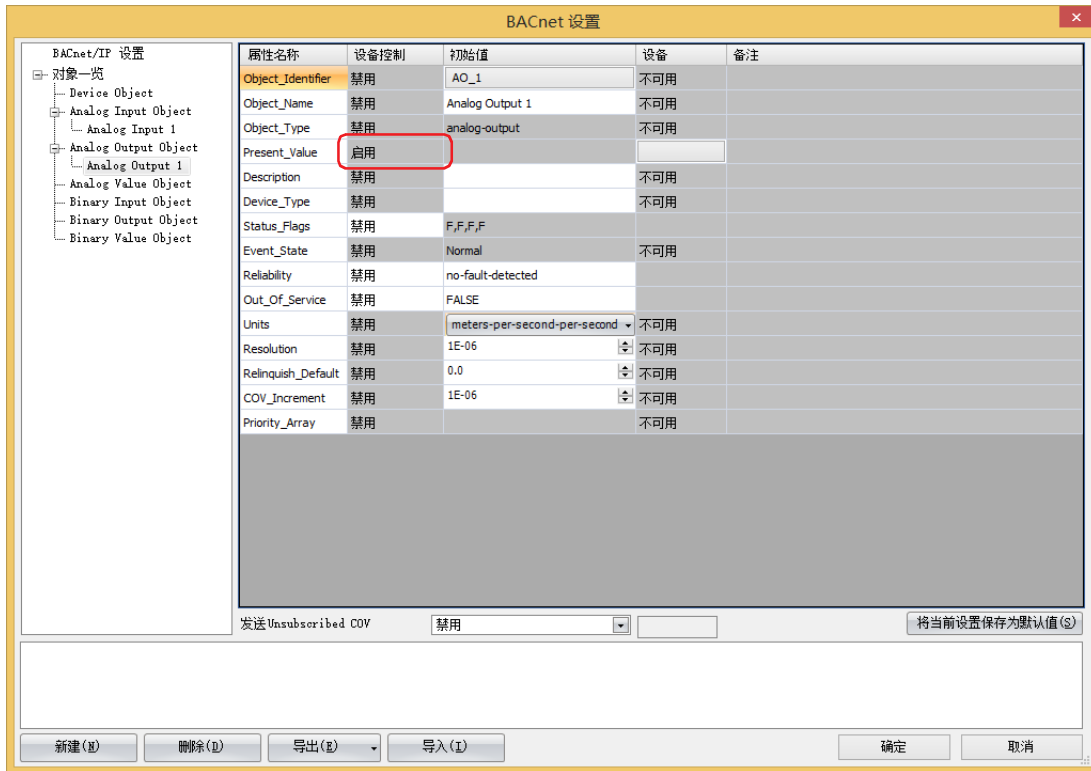 BACnet 设置
BACnet/IP 设置
对象一览
Device Object
Analog Input Object
Analog Input 1
Analog Output Object
Analog Output 1
Analog Value Object
Binary Input Object
Binary Output Object
Binary Value Object
属性名称 设备控制 初始值 设备 备注
Object_Identifier 禁用 AO_1 不可用
Object_Name 禁用 Analog Output 1 不可用
Object_Type 禁用 analog-output 不可用
Present_Value 启用
Description 禁用 不可用
Device_Type 禁用 不可用
Status_Flags 禁用 F,F,F,F
Event_State 禁用 Normal 不可用
Reliability 禁用 no-fault-detected
Out_Of_Service 禁用 FALSE
Units 禁用 meters-per-second-per-second 不可用
Resolution 禁用 1E-06 不可用
Relinquish_Default 禁用 0.0 不可用
COV_Increment 禁用 1E-06 不可用
Priority_Array 禁用 不可用
发送Unsubscribed COV 禁用 将当前设置保存为默认值(S)
新建(N) 删除(D) 导出(E) 导入(I) 确定 取消